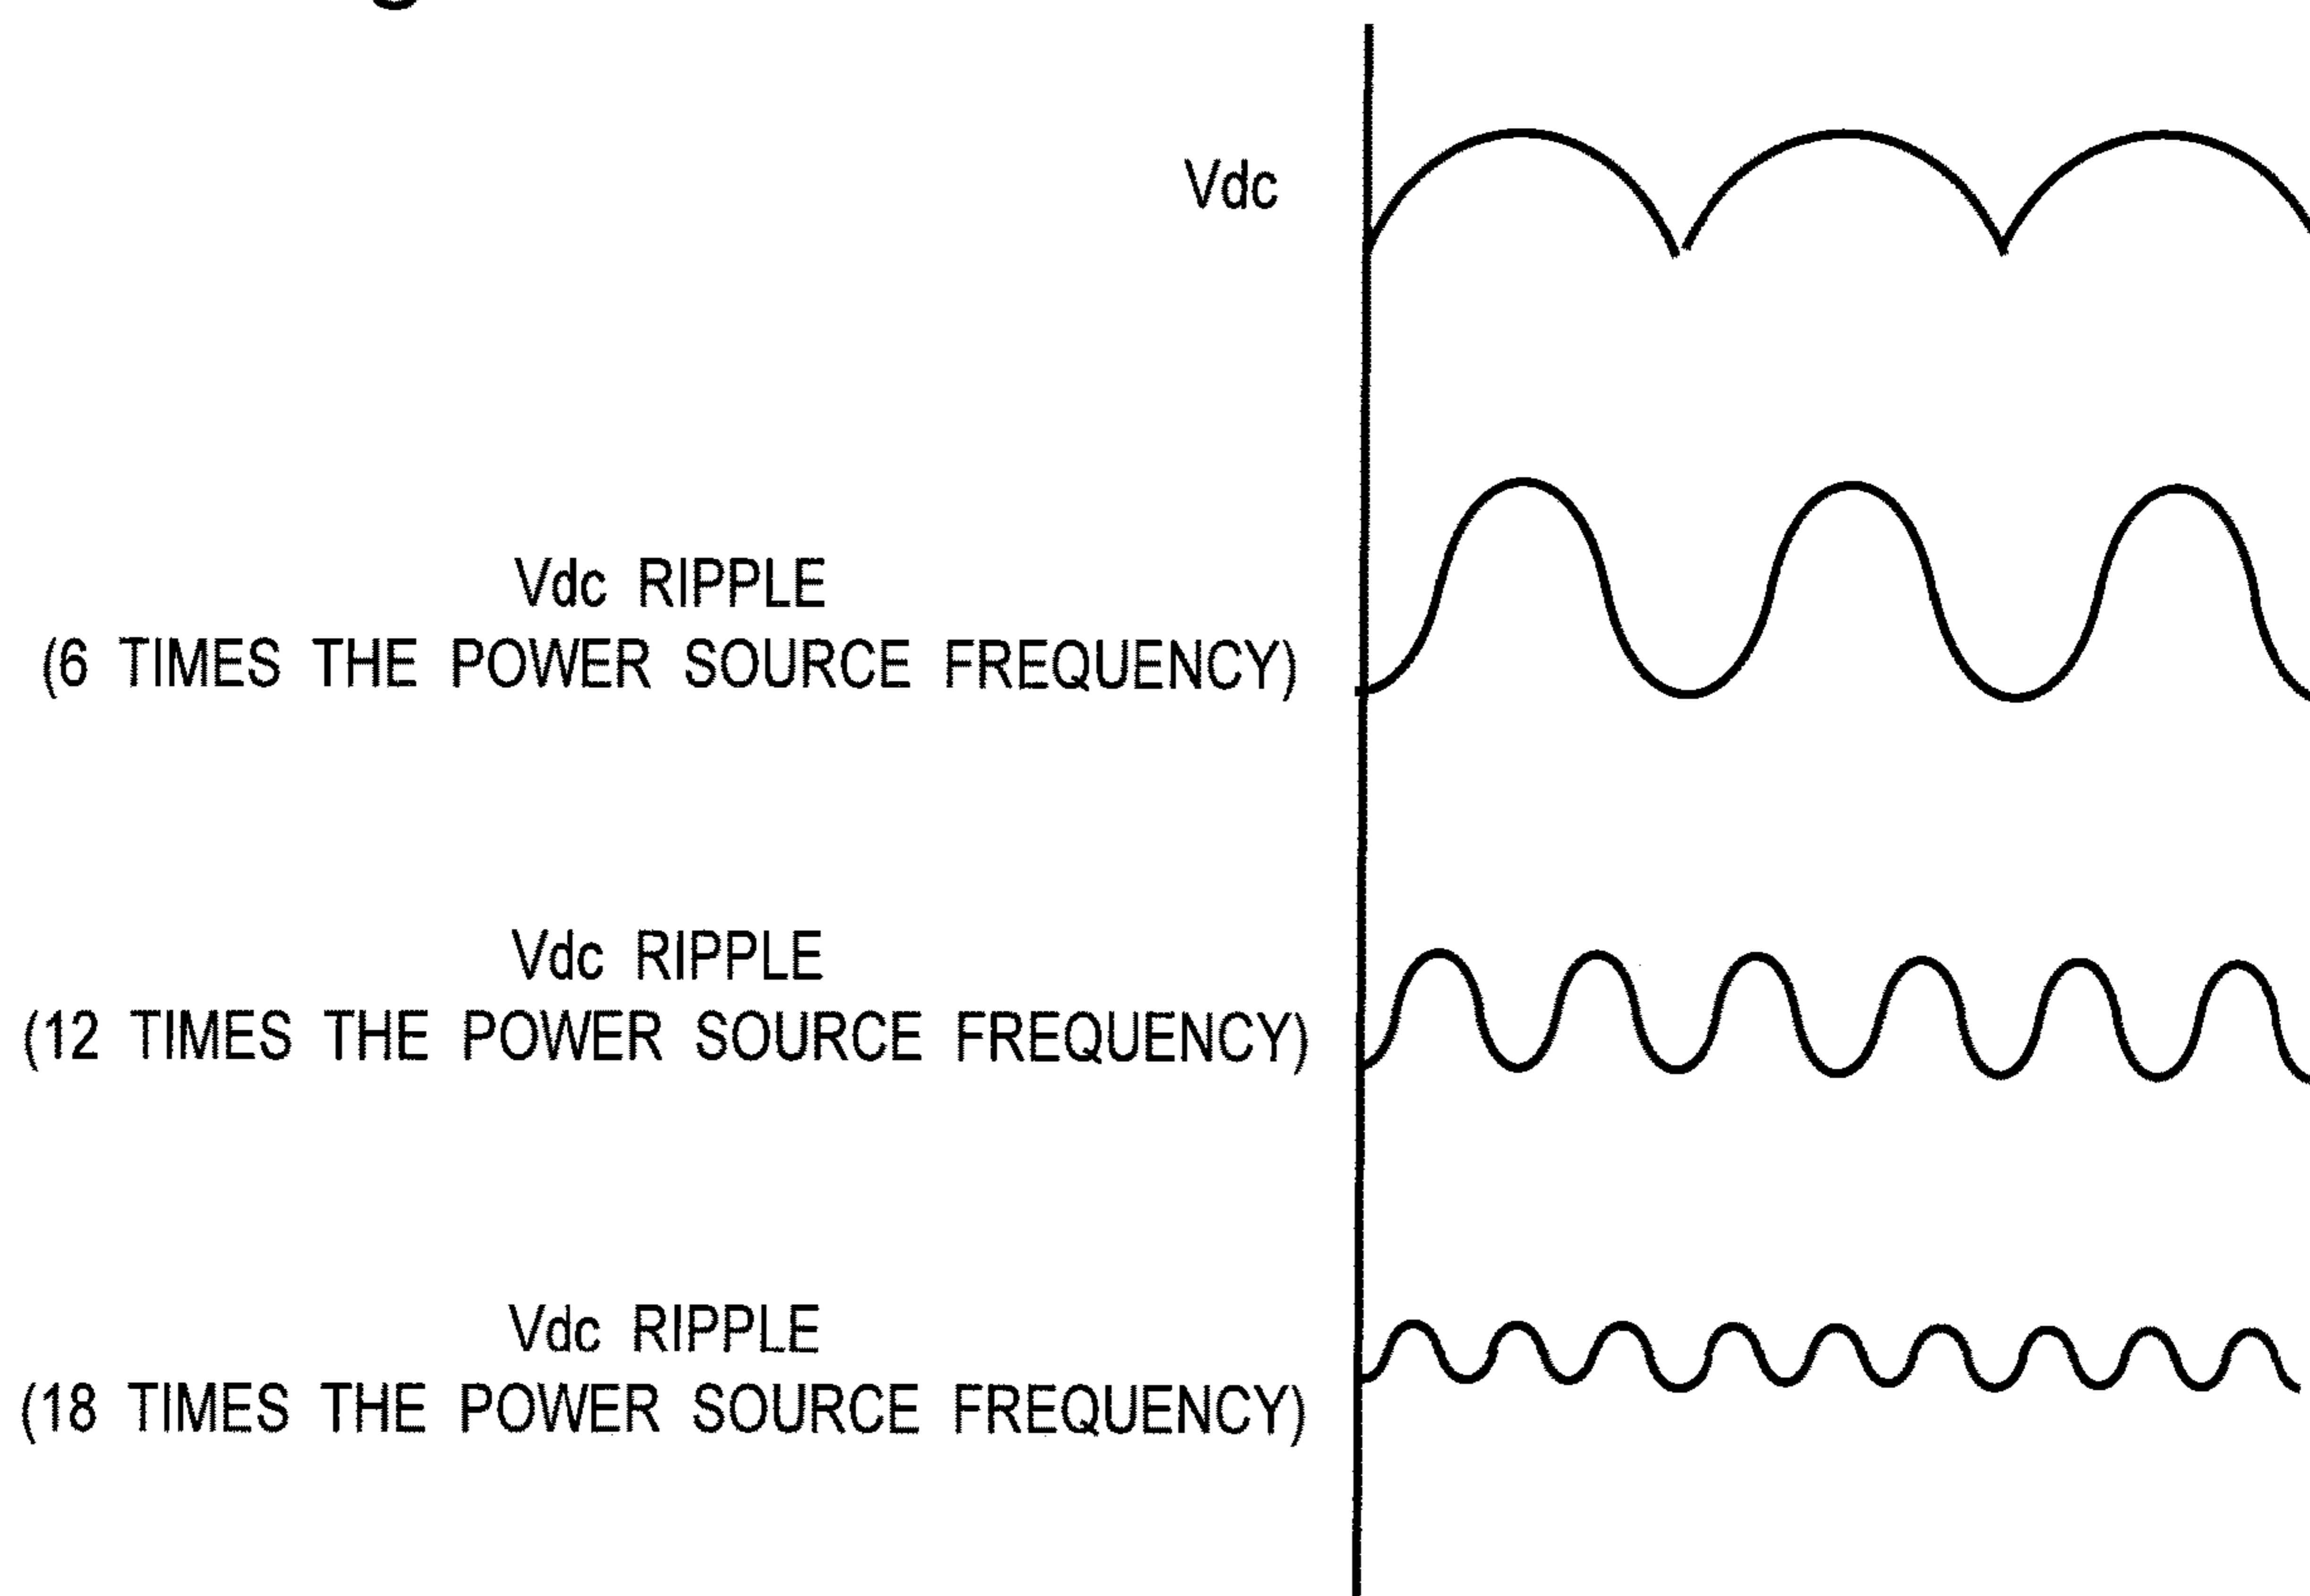 Vdc
Vdc RIPPLE
(6 TIMES THE POWER SOURCE FREQUENCY)
Vdc RIPPLE
(12 TIMES THE POWER SOURCE FREQUENCY)
Vdc RIPPLE
(18 TIMES THE POWER SOURCE FREQUENCY)